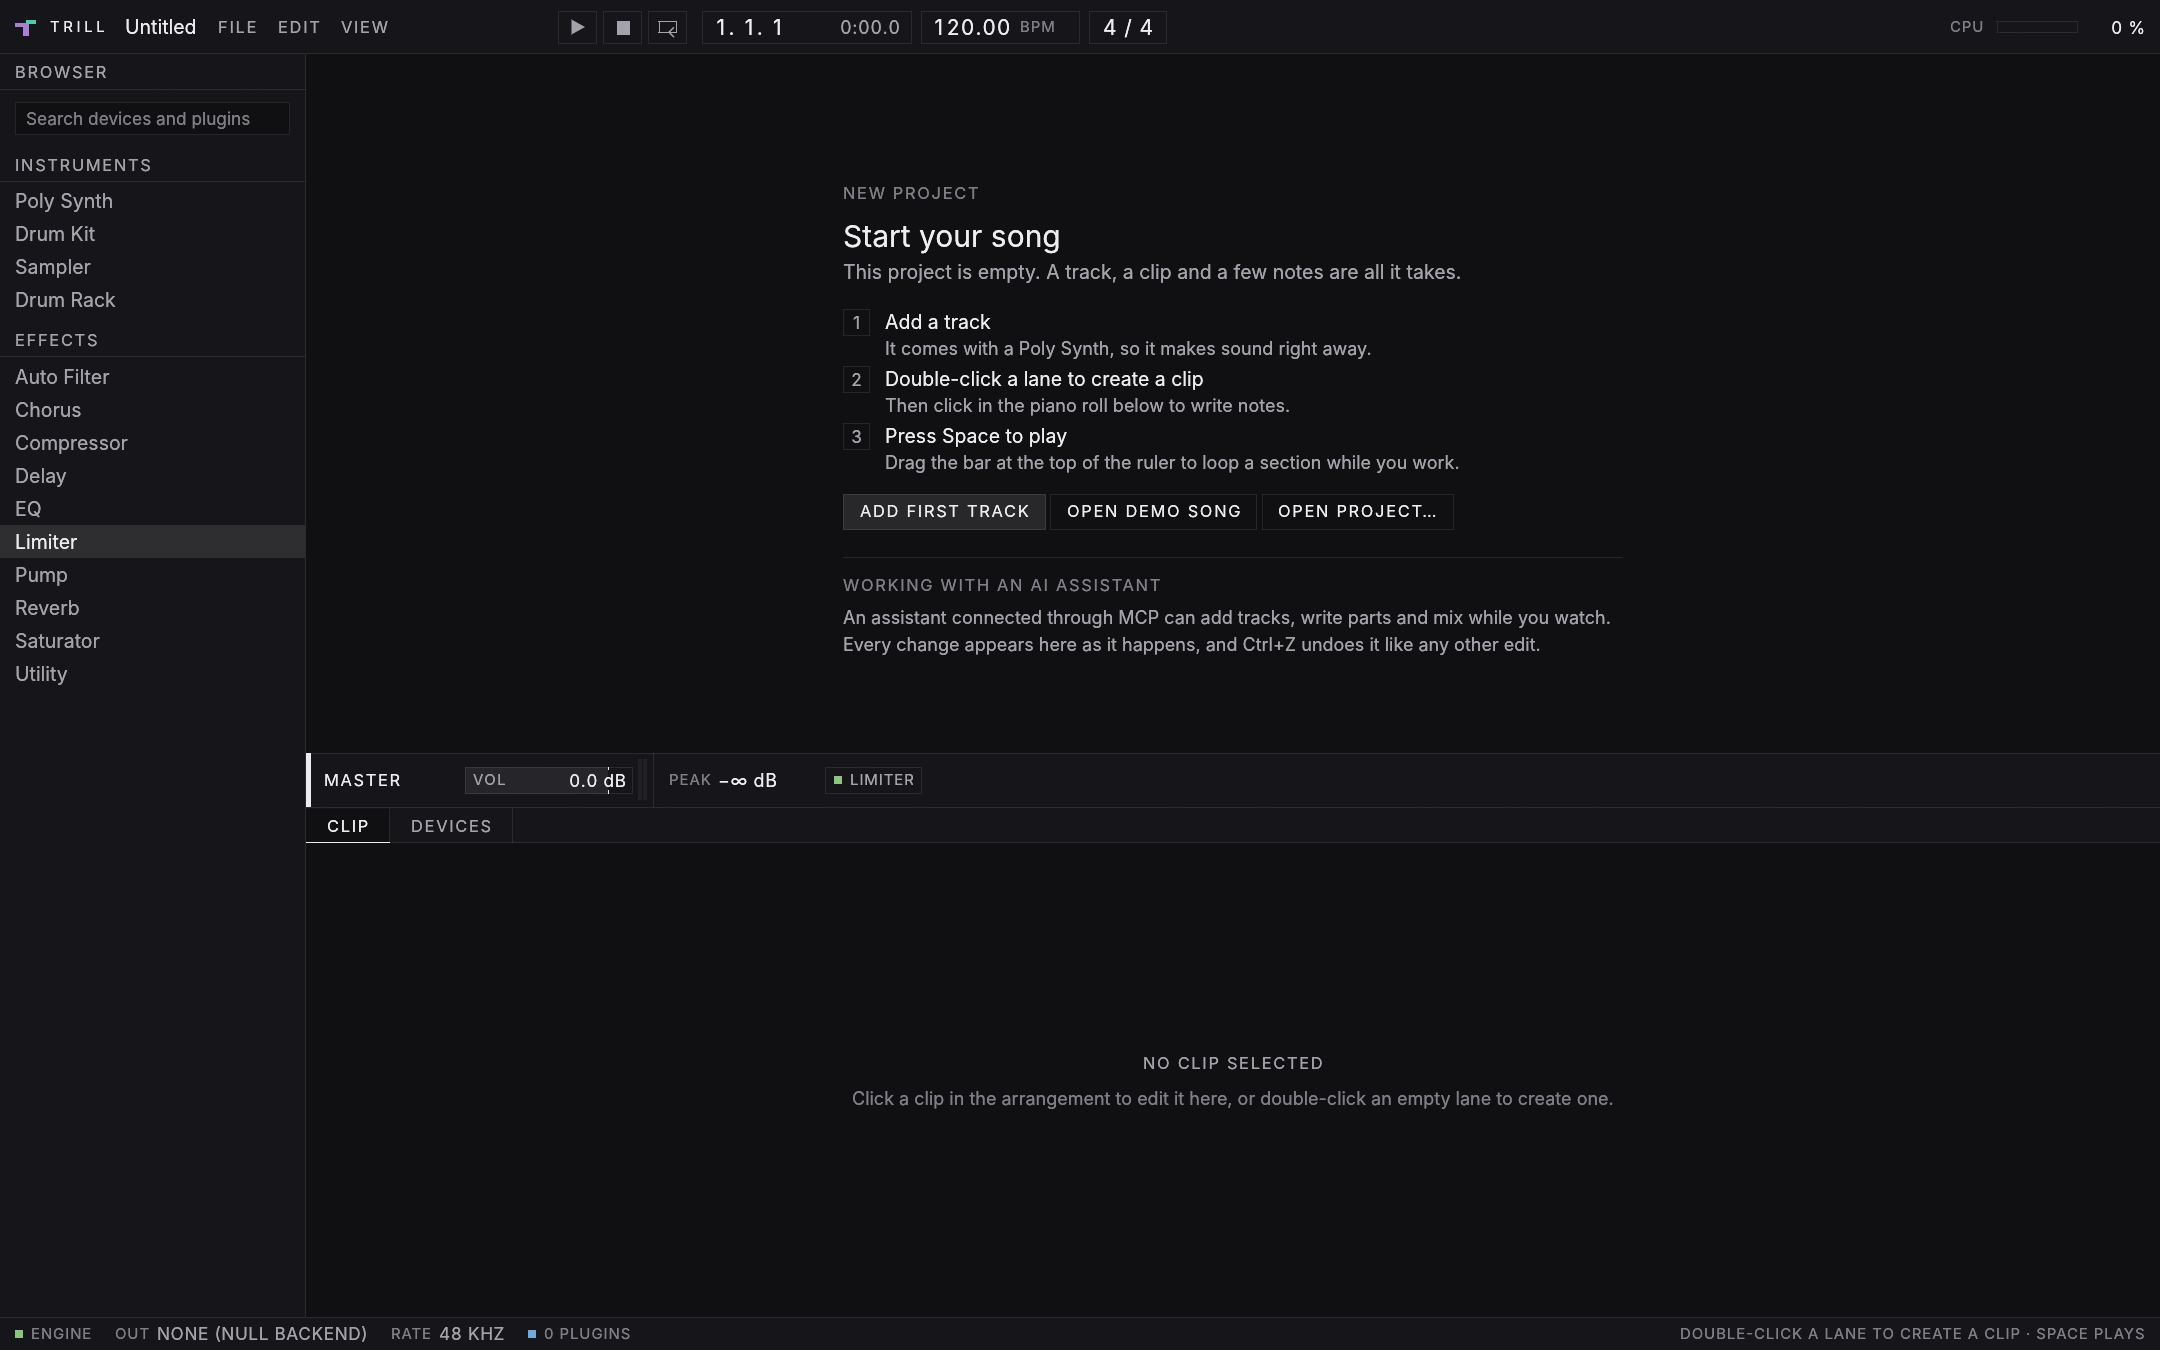 TRILL Untitled FILE EDIT VIEW 1. 1. 1 0:00.0 120.00 BPM 4 / 4 CPU 0 %
BROWSER
Search devices and plugins
INSTRUMENTS
Poly Synth
Drum Kit
Sampler
Drum Rack
EFFECTS
Auto Filter
Chorus
Compressor
Delay
EQ
Limiter
Pump
Reverb
Saturator
Utility
NEW PROJECT
Start your song
This project is empty. A track, a clip and a few notes are all it takes.
1 Add a track
It comes with a Poly Synth, so it makes sound right away.
2 Double-click a lane to create a clip
Then click in the piano roll below to write notes.
3 Press Space to play
Drag the bar at the top of the ruler to loop a section while you work.
ADD FIRST TRACK OPEN DEMO SONG OPEN PROJECT...
WORKING WITH AN AI ASSISTANT
An assistant connected through MCP can add tracks, write parts and mix while you watch.
Every change appears here as it happens, and Ctrl+Z undoes it like any other edit.
MASTER VOL 0.0 dB PEAK −∞ dB LIMITER
CLIP DEVICES
NO CLIP SELECTED
Click a clip in the arrangement to edit it here, or double-click an empty lane to create one.
ENGINE OUT NONE (NULL BACKEND) RATE 48 KHZ 0 PLUGINS DOUBLE-CLICK A LANE TO CREATE A CLIP · SPACE PLAYS